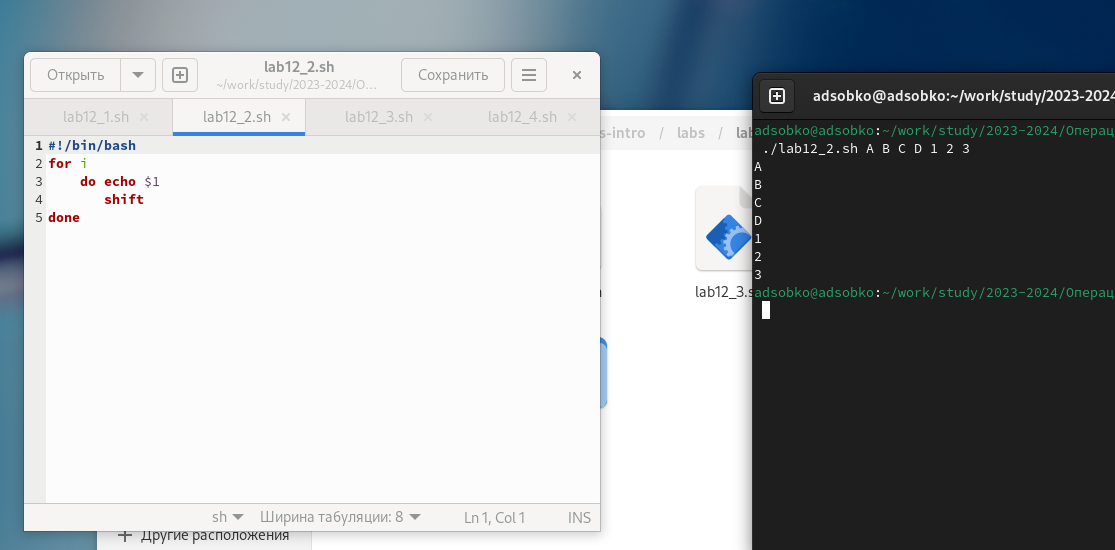 lab12_2.sh
Открыть
~/work/study/2023-2024/О…
Сохранить
lab12_1.sh
lab12_2.sh
lab12_3.sh
lab12_4.sh
1 #!/bin/bash
2 for i
3 do echo $1
4 shift
5 done
sh
Ширина табуляции: 8
Ln 1, Col 1
INS
s-intro / labs / lab
lab12_3.s
Другие расположения
adsobko@adsobko:~/work/study/2023-2024
adsobko@adsobko:~/work/study/2023-2024/Операц
./lab12_2.sh A B C D 1 2 3
A
B
C
D
1
2
3
adsobko@adsobko:~/work/study/2023-2024/Операц